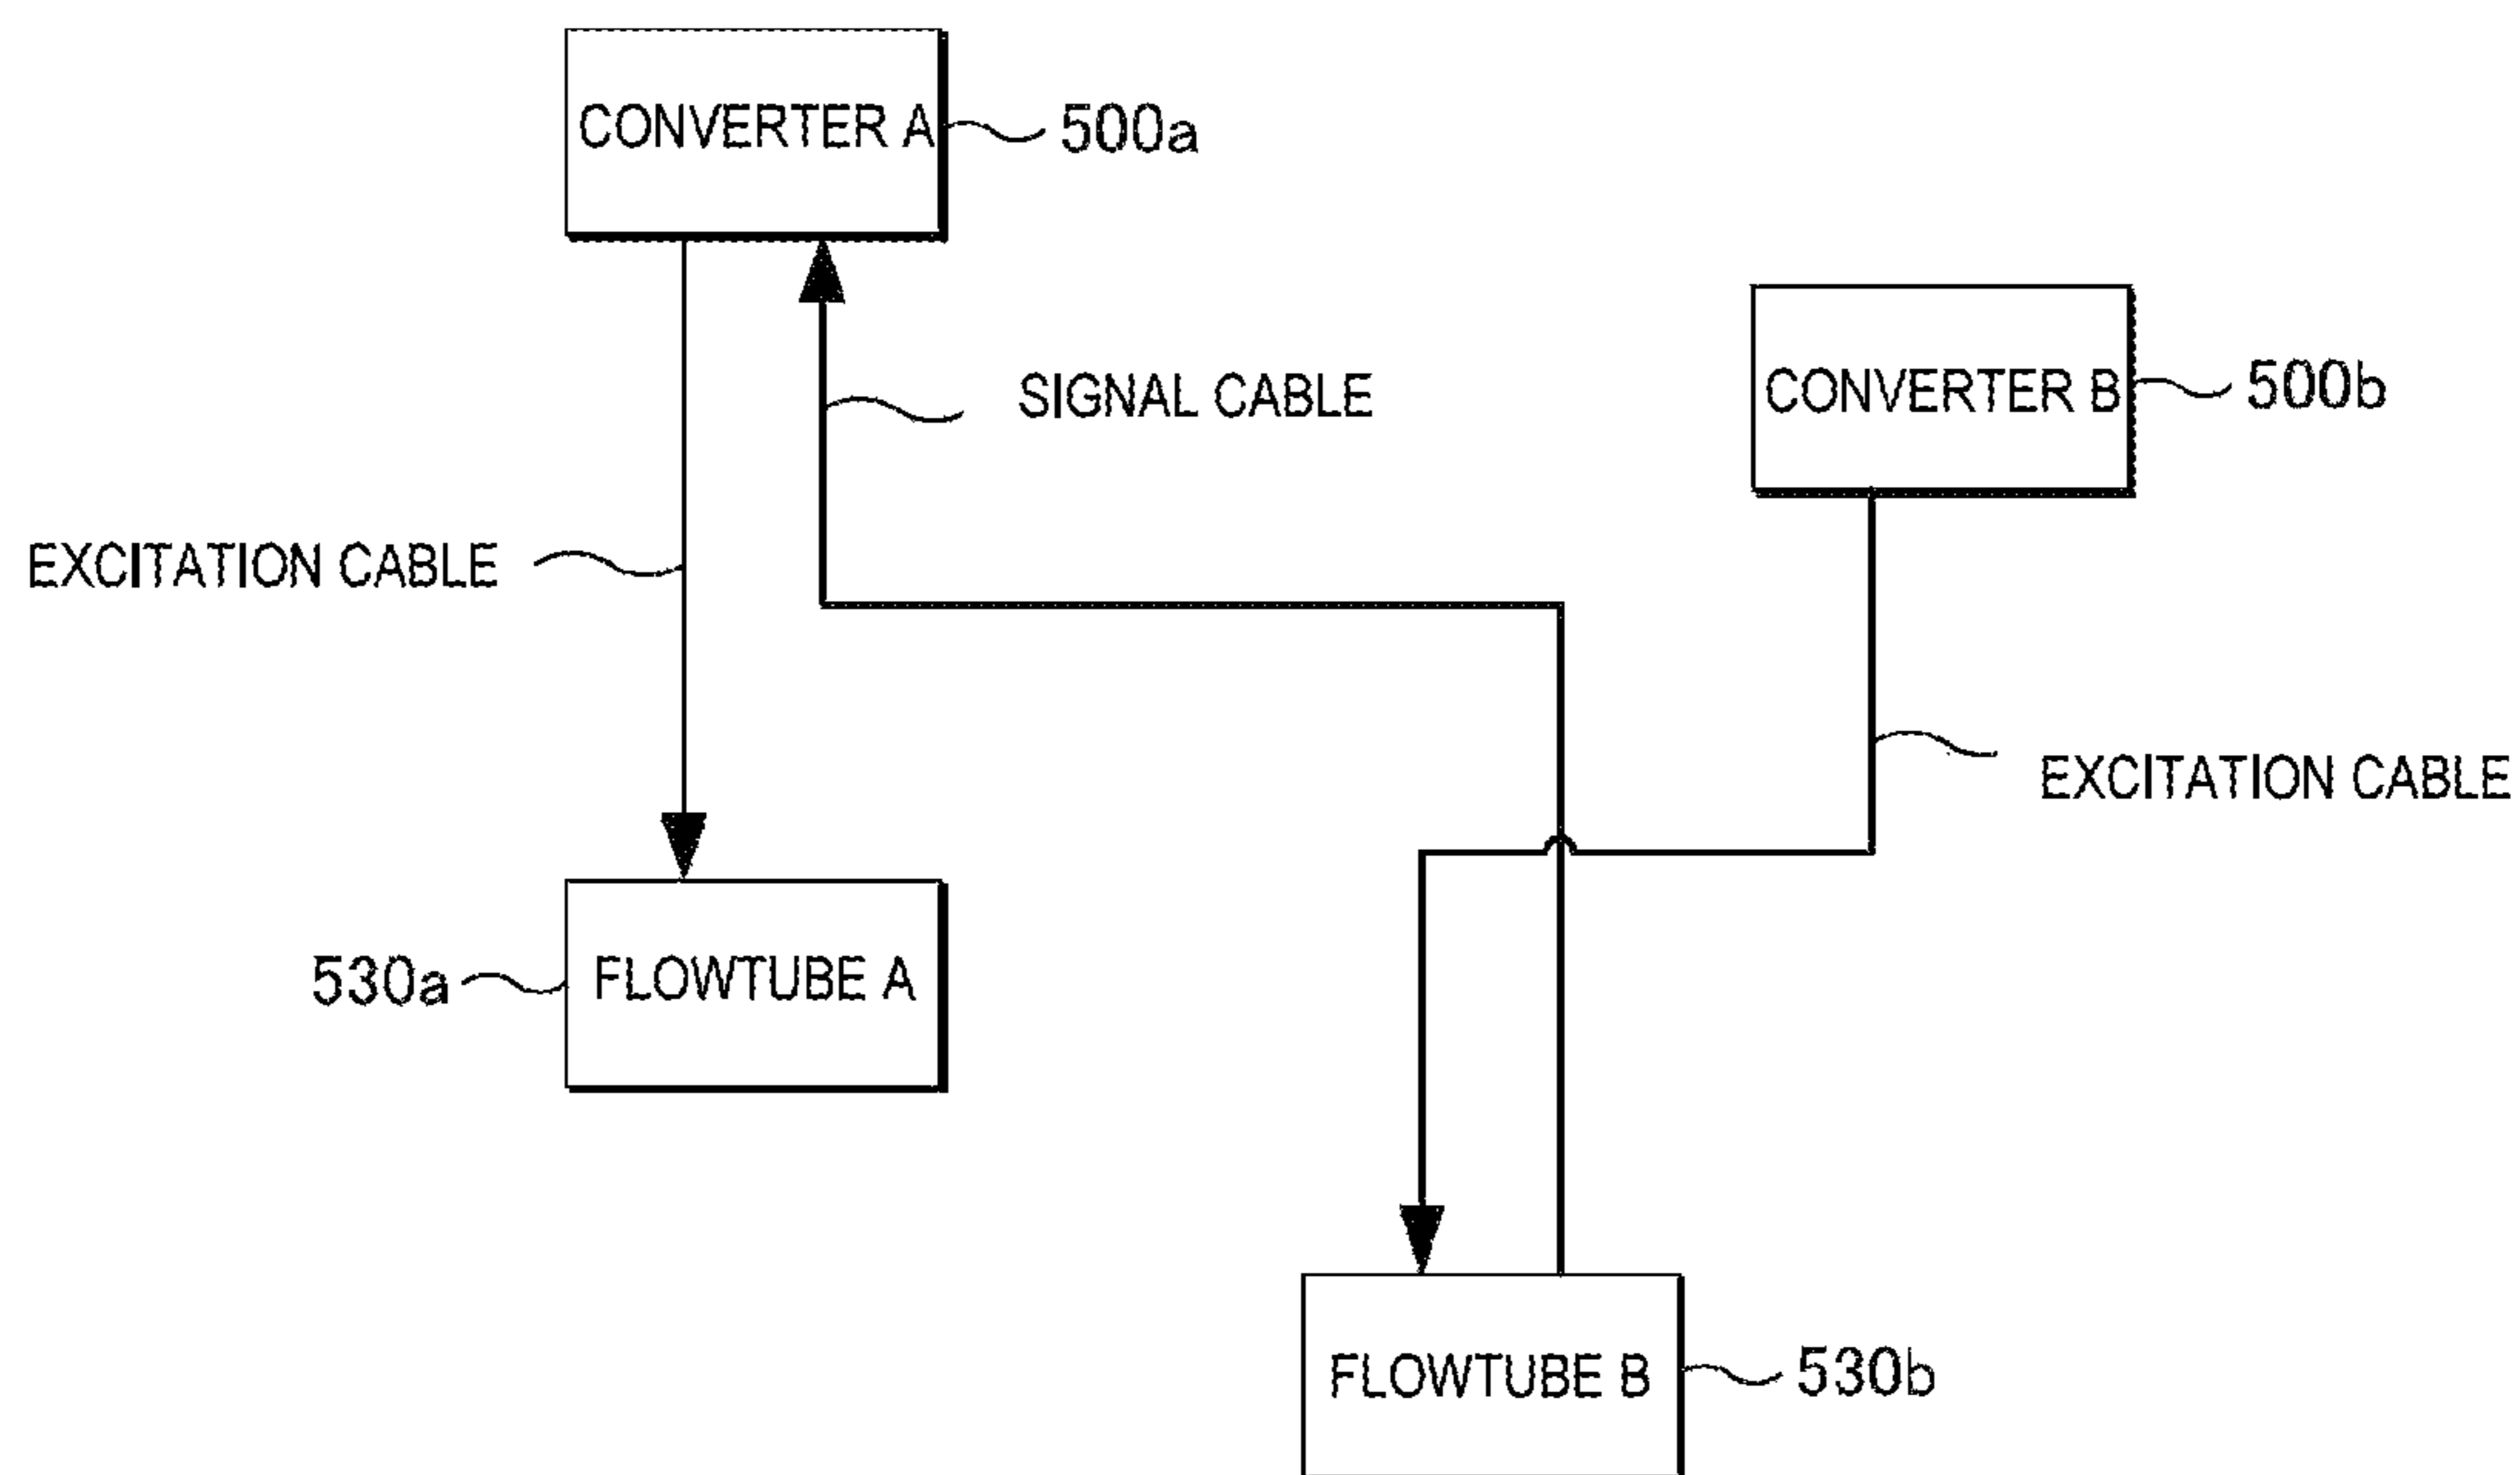 CONVERTER A
500a
SIGNAL CABLE
CONVERTER B
500b
EXCITATION CABLE
EXCITATION CABLE
530a
FLOWTUBE A
FLOWTUBE B
530b